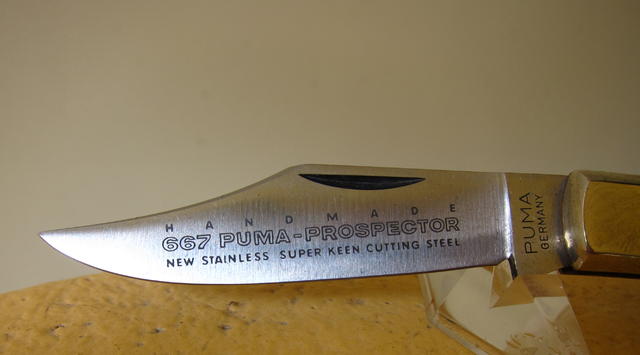 HANDMADE
667 PUMA-PROSPECTOR
NEW STAINLESS SUPER KEEN CUTTING STEEL
PUMA
GERMANY